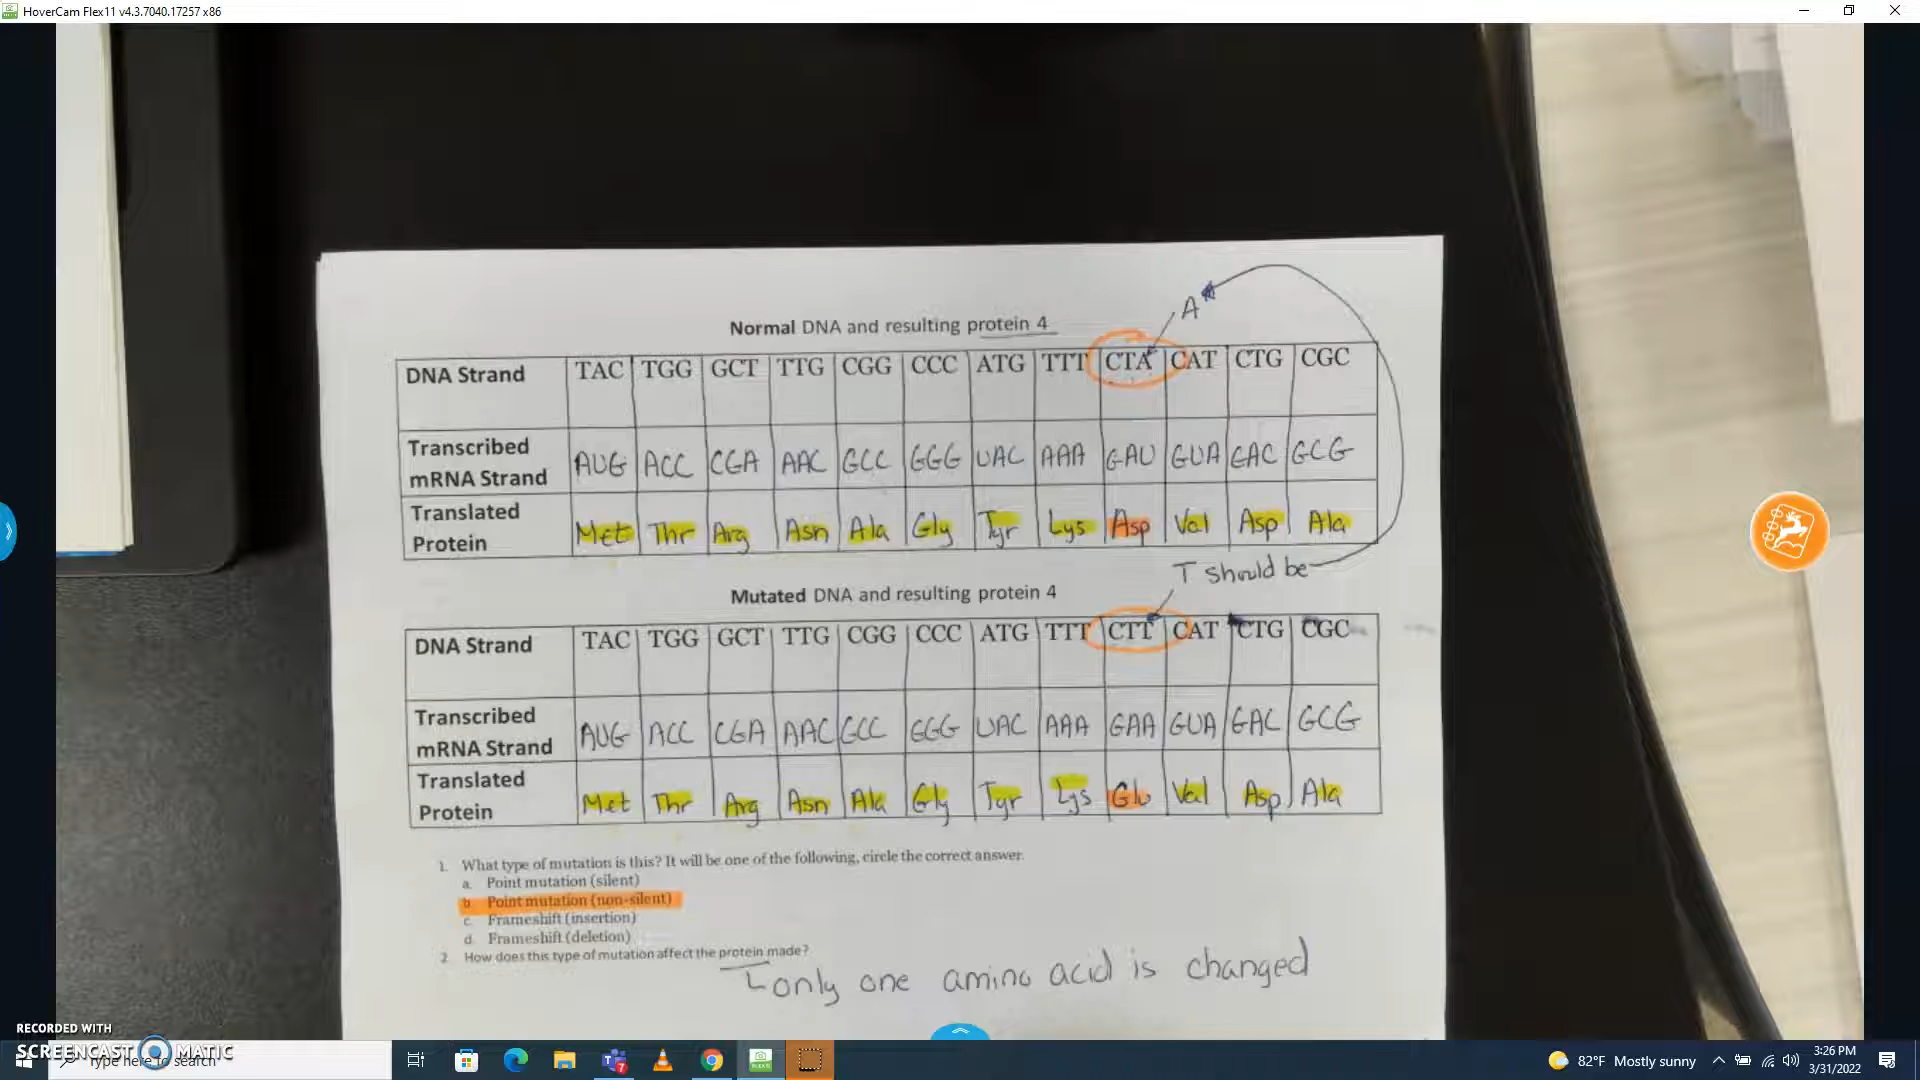 HoverCam Flex11 v4.3.7040.17257 x86
A
Normal DNA and resulting protein 4
DNA Strand TAC TGG GCT TTG CGG CCC ATG TTT CTA CAT CTG CGC
Transcribed
mRNA Strand AUG ACC CGA AAC GCC GGG UAC AAA GAU GUA GAC GCG
Translated
Protein Met Thr Arg Asn Ala Gly Tyr Lys Asp Val Asp Ala
T should be
Mutated DNA and resulting protein 4
DNA Strand TAC TGG GCT TTG CGG CCC ATG TTT CTT CAT CTG CGC
Transcribed
mRNA Strand AUG ACC CGA AAC GCC GGG UAC AAA GAA GUA GAC GCG
Translated
Protein Met Thr Arg Asn Ala Gly Tyr Lys Glu Val Asp Ala
1. What type of mutation is this? It will be one of the following, circle the correct answer.
a. Point mutation (silent)
b. Point mutation (non-silent)
c. Frameshift (insertion)
d. Frameshift (deletion)
2. How does this type of mutation affect the protein made?
only one amino acid is changed
RECORDED WITH
SCREENCAST MATIC
Type here to search
7
82°F Mostly sunny
3:26 PM
3/31/2022